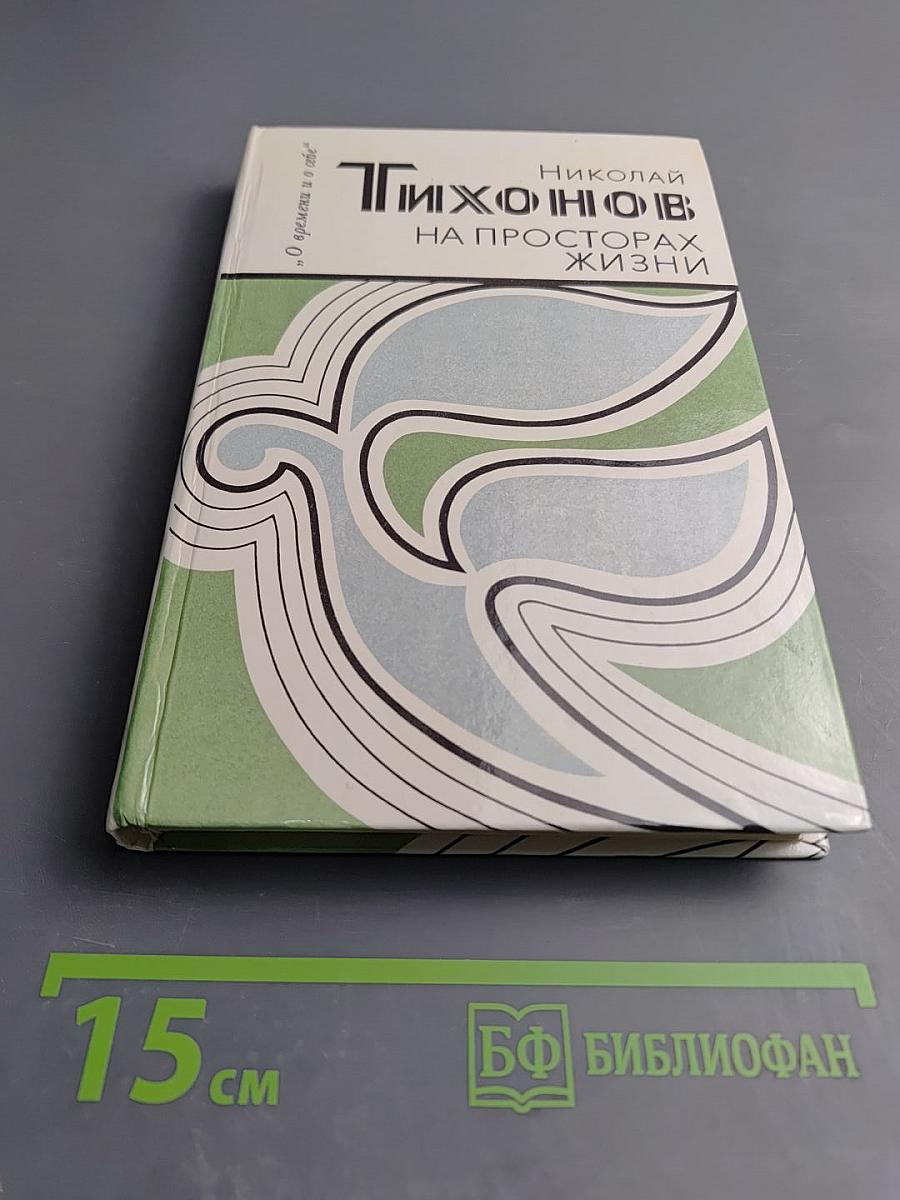 „О времени и о себе“
НИКОЛАЙ
ТИХОНОВ
НА ПРОСТОРАХ
ЖИЗНИ
15 СМ
БФ БИБЛИОФАН